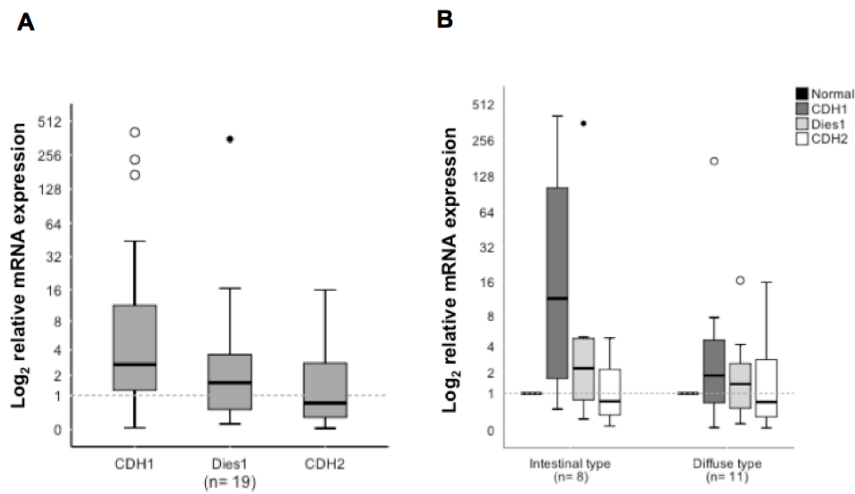 A
Log2 relative mRNA expression
512
256
128
64
32
16
8
4
2
1
0
CDH1 Dies1 CDH2
(n= 19)
B
Log2 relative mRNA expression
512
256
128
64
32
16
8
4
2
1
0
Normal
CDH1
Dies1
CDH2
Intestinal type Diffuse type
(n= 8) (n= 11)